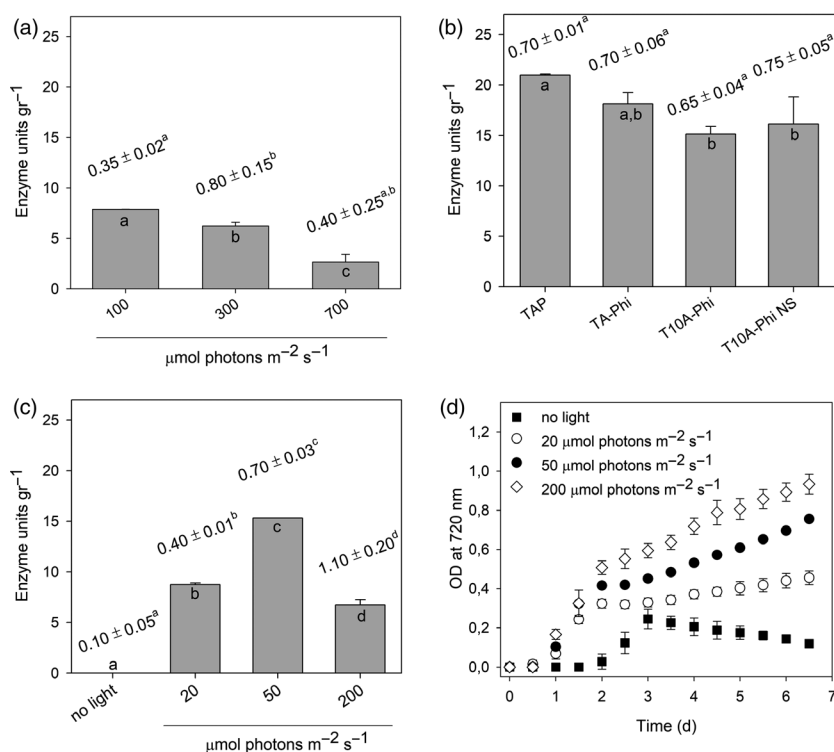 (a)
25
20
15
10
5
0
Enzyme units gr⁻¹
0.35 ± 0.02ᵃ
0.80 ± 0.15ᵇ
0.40 ± 0.25ᵃ,ᵇ
a
b
c
100
300
700
μmol photons m⁻² s⁻¹
(b)
25
20
15
10
5
0
Enzyme units gr⁻¹
0.70 ± 0.01ᵃ
0.70 ± 0.06ᵃ
0.65 ± 0.04ᵃ
0.75 ± 0.05ᵃ
a
a,b
b
b
TAP
TA-Phi
T10A-Phi
T10A-Phi NS
(c)
25
20
15
10
5
0
Enzyme units gr⁻¹
0.10 ± 0.05ᵃ
0.40 ± 0.01ᵇ
0.70 ± 0.03ᶜ
1.10 ± 0.20ᵈ
a
b
c
d
no light
20
50
200
μmol photons m⁻² s⁻¹
(d)
no light
20 μmol photons m⁻² s⁻¹
50 μmol photons m⁻² s⁻¹
200 μmol photons m⁻² s⁻¹
1,2
1,0
0,8
0,6
0,4
0,2
0,0
OD at 720 nm
0 1 2 3 4 5 6 7
Time (d)